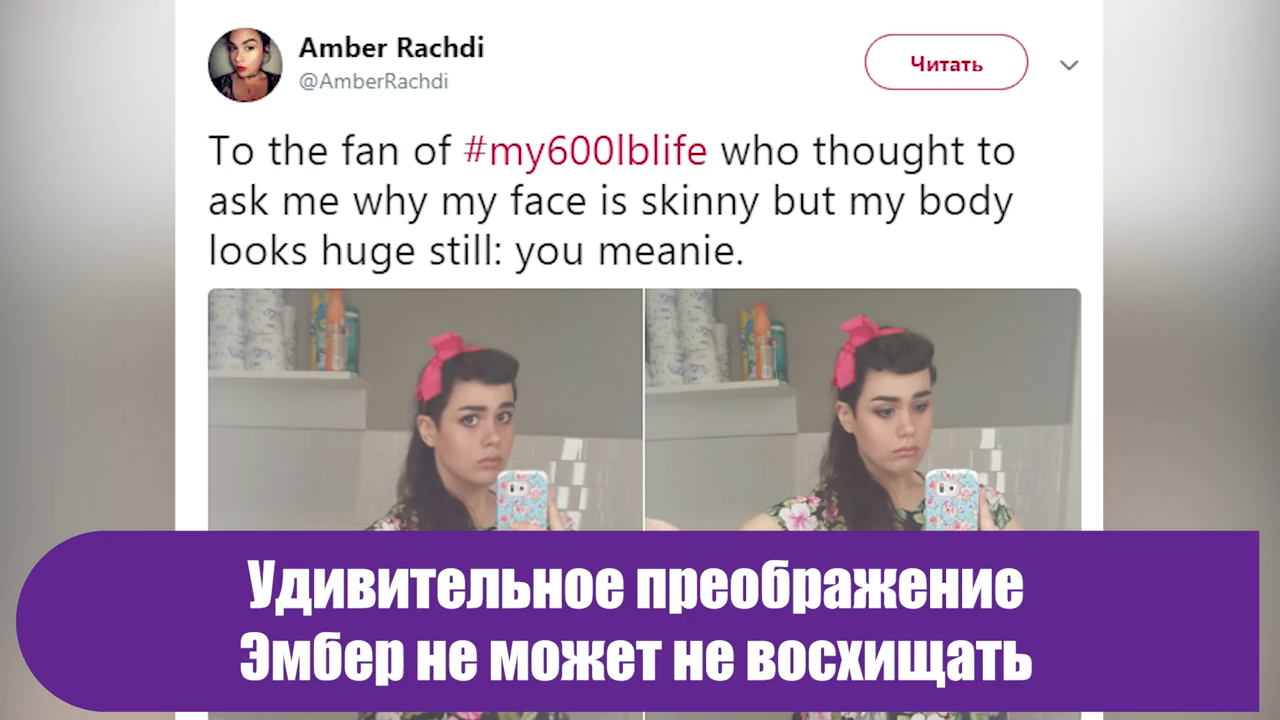 Amber Rachdi
@AmberRachdi
Читать
To the fan of #my600lblife who thought to
ask me why my face is skinny but my body
looks huge still: you meanie.
Удивительное преображение
Эмбер не может не восхищать